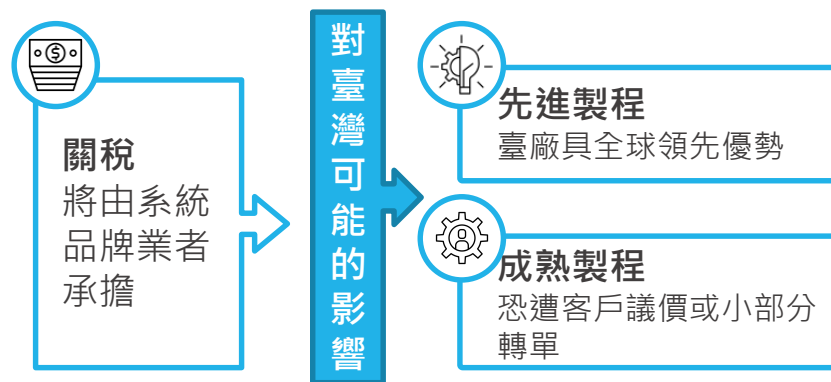 關稅
將由系統
品牌業者
承擔
對臺灣可能的影響
先進製程
臺廠具全球領先優勢
成熟製程
恐遭客戶議價或小部分
轉單